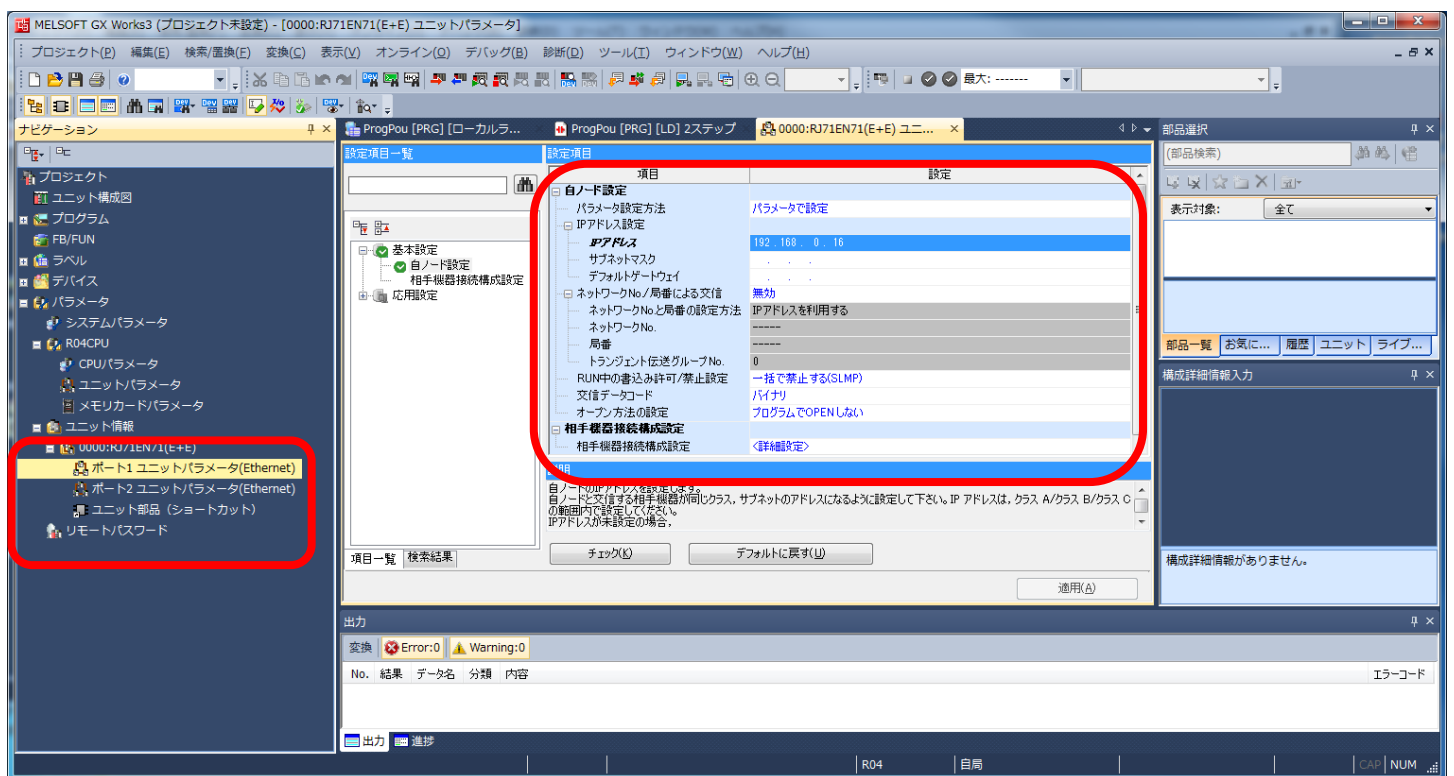 MELSOFT GX Works3 (プロジェクト未設定) - [0000:RJ71EN71(E+E) ユニットパラメータ]
プロジェクト(P) 編集(E) 検索/置換(F) 変換(C) 表示(V) オンライン(O) デバッグ(B) 診断(D) ツール(T) ウィンドウ(W) ヘルプ(H)
最大: -------
ナビゲーション
プロジェクト
ユニット構成図
プログラム
FB/FUN
ラベル
デバイス
パラメータ
システムパラメータ
R04CPU
CPUパラメータ
ユニットパラメータ
メモリカードパラメータ
ユニット情報
0000:RJ71EN71(E+E)
ポート1 ユニットパラメータ(Ethernet)
ポート2 ユニットパラメータ(Ethernet)
ユニット部品 (ショートカット)
リモートパスワード
ProgPou [PRG] [ローカルラ...
ProgPou [PRG] [LD] 2ステップ
0000:RJ71EN71(E+E) ユニ...
設定項目一覧
基本設定
自ノード設定
相手機器接続構成設定
応用設定
項目一覧 検索結果
設定項目
項目 設定
自ノード設定
パラメータ設定方法 パラメータで設定
IPアドレス設定
IPアドレス 192 . 168 . 0 . 16
サブネットマスク . . .
デフォルトゲートウェイ . . .
ネットワークNo./局番による交信 無効
ネットワークNo.と局番の設定方法 IPアドレスを利用する
ネットワークNo. -----
局番 -----
トランジェント伝送グループNo. 0
RUN中の書込み許可/禁止設定 一括で禁止する(SLMP)
交信データコード バイナリ
オープン方法の設定 プログラムでOPENしない
相手機器接続構成設定
相手機器接続構成設定 <詳細設定>
自ノードのIPアドレスを設定します。
自ノードと交信する相手機器が同じクラス，サブネットのアドレスになるように設定して下さい。IP アドレスは，クラス A/クラス B/クラス C
の範囲内で設定してください。
IPアドレスが未設定の場合，
チェック(K) デフォルトに戻す(U)
適用(A)
部品選択
(部品検索)
表示対象: 全て
部品一覧 お気に... 履歴 ユニット ライブ...
構成詳細情報入力
構成詳細情報がありません。
出力
変換 Error:0 Warning:0
No. 結果 データ名 分類 内容 エラーコード
出力 進捗
R04 自局 CAP NUM